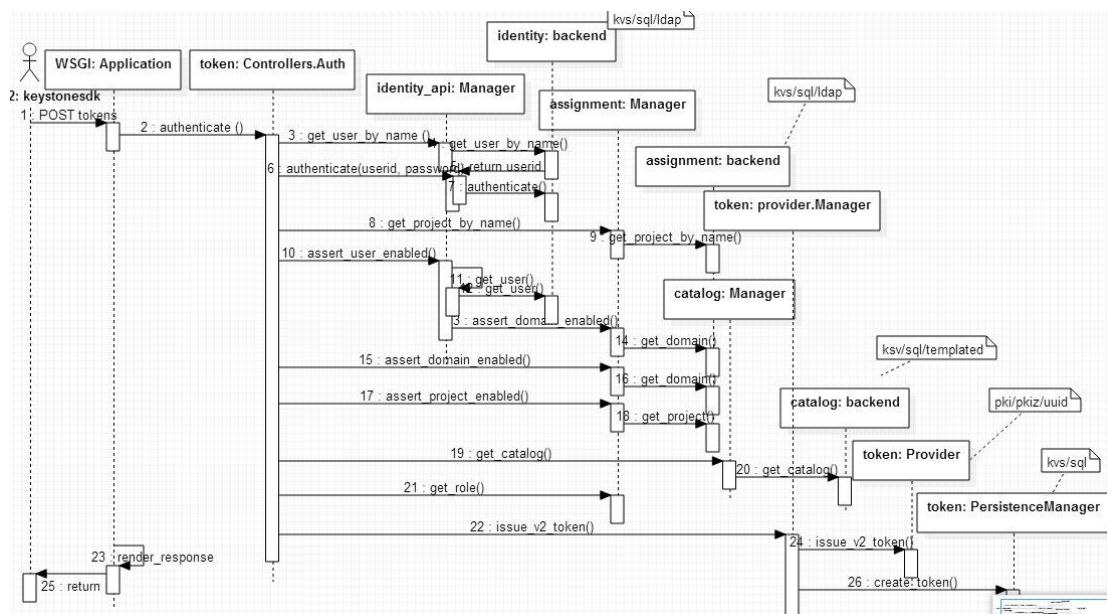 kvs/sql/ldap
identity: backend
WSGI: Application
token: Controllers.Auth
identity_api: Manager
kvs/sql/ldap
2: keystonesdk
assignment: Manager
1 : POST tokens
2 : authenticate ()
3 : get_user_by_name ()
get_user_by_name()
return userid
assignment: backend
6 : authenticate(userid, password)
7 : authenticate()
token: provider.Manager
8 : get_project_by_name()
9 : get_project_by_name()
10 : assert_user_enabled()
11 : get_user()
12 : get_user()
catalog: Manager
3 : assert_domain_enabled()
14 : get_domain()
ksv/sql/templated
15 : assert_domain_enabled()
16 : get_domain()
17 : assert_project_enabled()
18 : get_project()
catalog: backend
pki/pkiz/uuid
19 : get_catalog()
20 : get_catalog()
token: Provider
kvs/sql
21 : get_role()
token: PersistenceManager
22 : issue_v2_token()
24 : issue_v2_token()
23 : render_response
25 : return
26 : create_token()